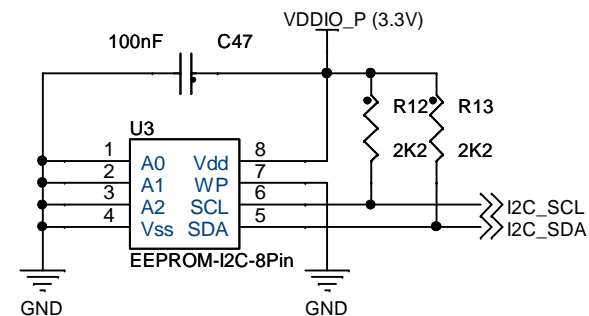 VDDIO_P (3.3V)
100nF C47
R12 R13
2K2 2K2
U3
1 A0 Vdd 8
2 A1 WP 7
3 A2 SCL 6
4 Vss SDA 5
I2C_SCL
I2C_SDA
EEPROM-I2C-8Pin
GND GND